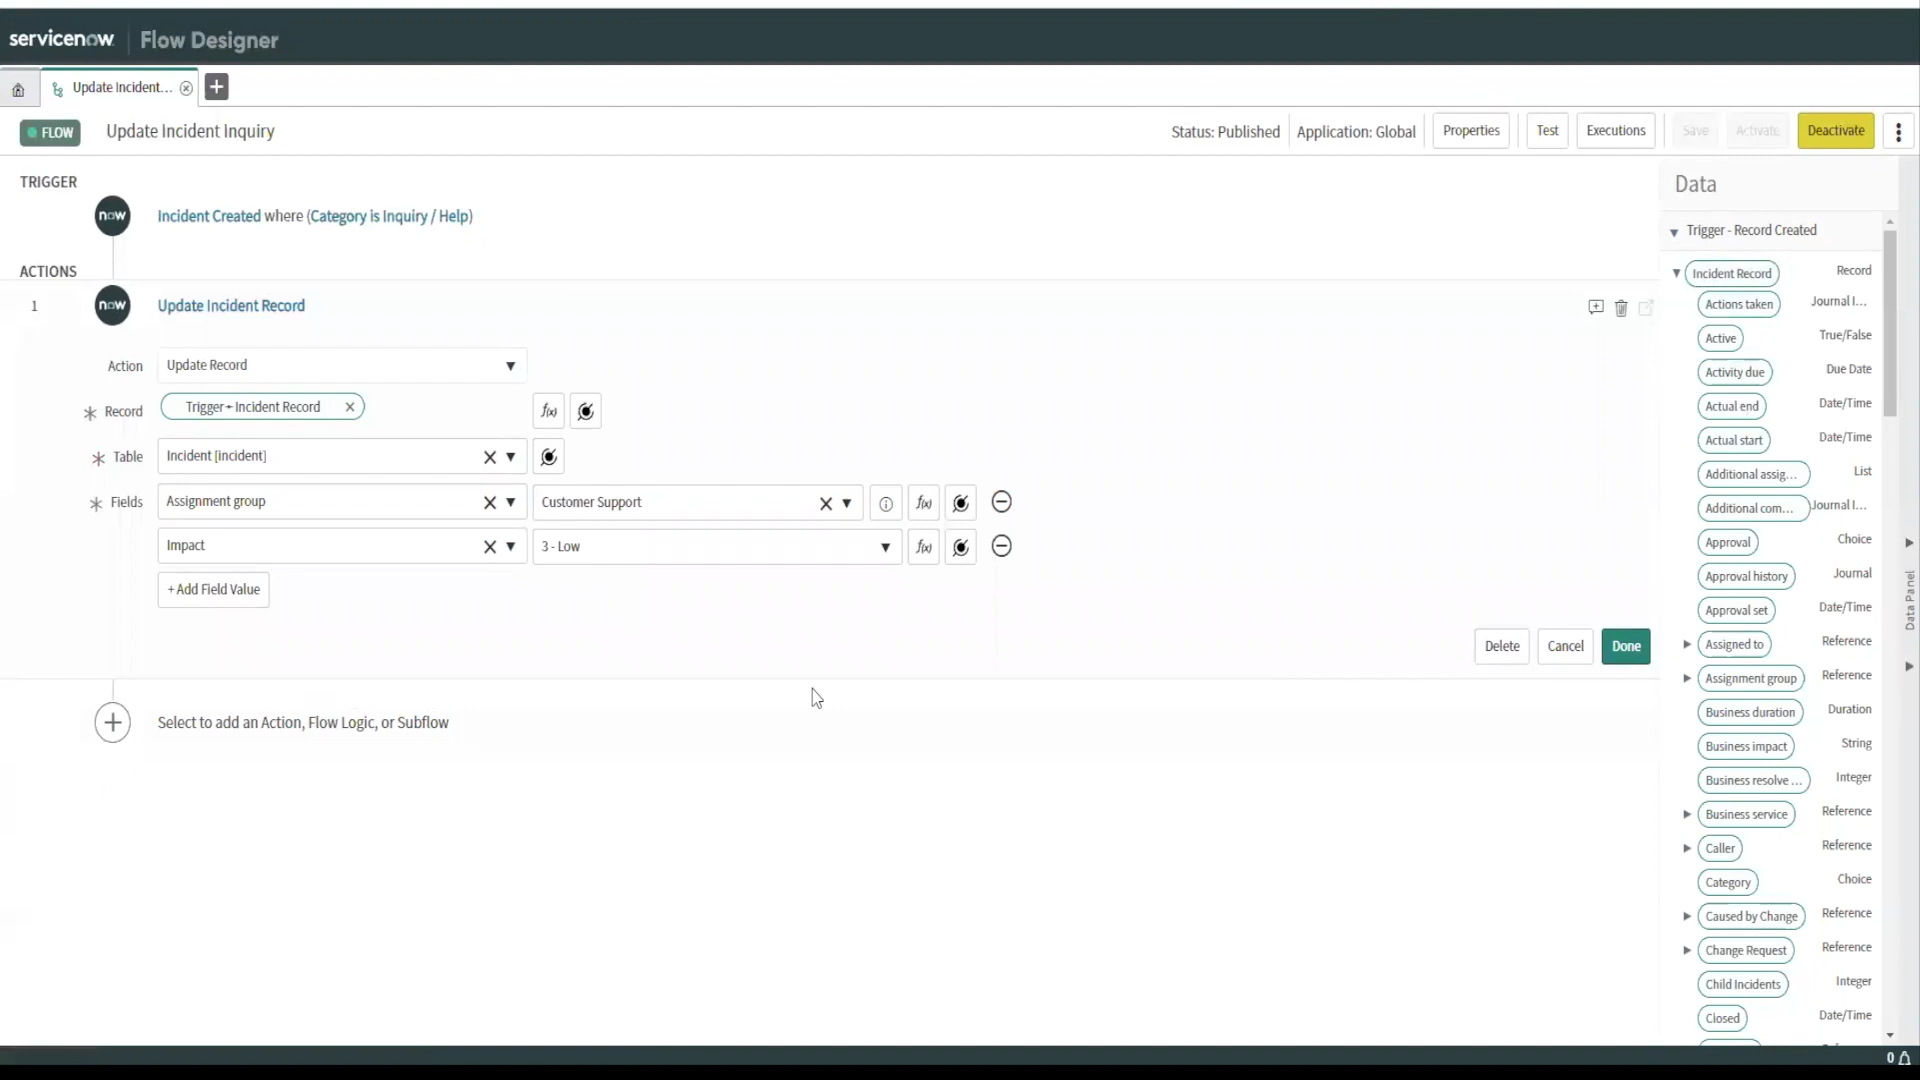 servicenow Flow Designer
Update Incident...
FLOW Update Incident Inquiry Status: Published Application: Global Properties Test Executions Save Activate Deactivate
TRIGGER
now Incident Created where (Category is Inquiry / Help)
ACTIONS
1 now Update Incident Record
Action Update Record
Record Trigger➛Incident Record
Table Incident [incident]
Fields Assignment group Customer Support f(x)
Impact 3 - Low f(x)
+ Add Field Value
Delete Cancel Done
Select to add an Action, Flow Logic, or Subflow
Data
Trigger - Record Created
Incident Record Record
Actions taken Journal I...
Active True/False
Activity due Due Date
Actual end Date/Time
Actual start Date/Time
Additional assig... List
Additional com... Journal I...
Approval Choice
Approval history Journal
Approval set Date/Time
Assigned to Reference
Assignment group Reference
Business duration Duration
Business impact String
Business resolve ... Integer
Business service Reference
Caller Reference
Category Choice
Caused by Change Reference
Change Request Reference
Child Incidents Integer
Closed Date/Time
Data Panel
0